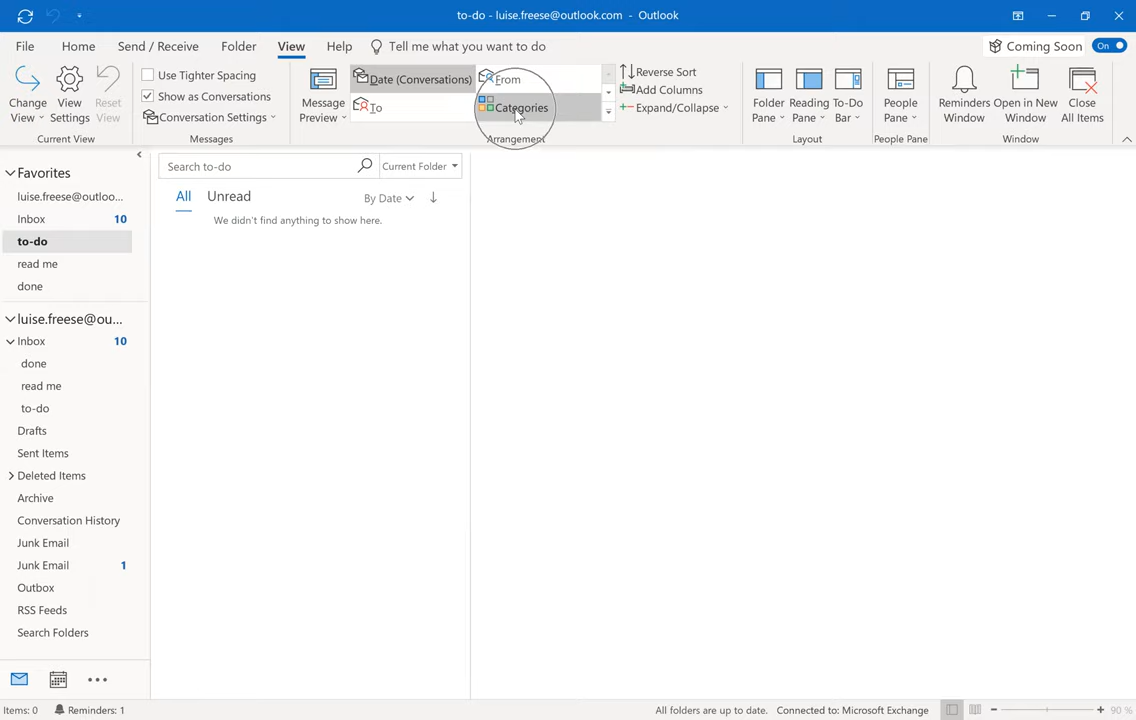 to-do - luise.freese@outlook.com - Outlook
File Home Send / Receive Folder View Help Tell me what you want to do Coming Soon On
Change View View Settings Reset View
Use Tighter Spacing
Show as Conversations
Conversation Settings
Message Preview
Date (Conversations) From
To Categories
Reverse Sort
Add Columns
Expand/Collapse
Folder Pane Reading Pane To-Do Bar
People Pane
Reminders Window Open in New Window Close All Items
Current View Messages Arrangement Layout People Pane Window
Favorites
luise.freese@outloo...
Inbox 10
to-do
read me
done
luise.freese@ou...
Inbox 10
done
read me
to-do
Drafts
Sent Items
Deleted Items
Archive
Conversation History
Junk Email
Junk Email 1
Outbox
RSS Feeds
Search Folders
Search to-do Current Folder
All Unread By Date
We didn't find anything to show here.
Items: 0 Reminders: 1 All folders are up to date. Connected to: Microsoft Exchange 90 %